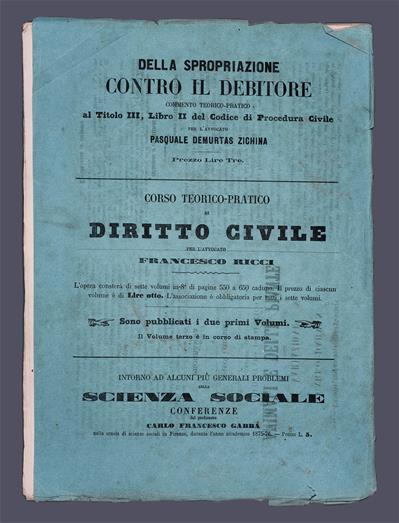 DELLA SPROPRIAZIONE
CONTRO IL DEBITORE
COMMENTO TEORICO-PRATICO
al Titolo III, Libro II del Codice di Procedura Civile
PER L'AVVOCATO
PASQUALE DEMURTAS ZICHINA
Prezzo Lire Tre.
CORSO TEORICO-PRATICO
DI
DIRITTO CIVILE
PER L'AVVOCATO
FRANCESCO RICCI
L'opera consterà di sette volumi in-8º di pagine 550 a 650 caduno. Il prezzo di ciascun
volume è di Lire otto. L'associazione è obbligatoria per tutti i sette volumi.
Sono pubblicati i due primi Volumi.
Il Volume terzo è in corso di stampa.
INTORNO AD ALCUNI PIÙ GENERALI PROBLEMI
DELLA
SCIENZA SOCIALE
CONFERENZE
del professore
CARLO FRANCESCO GABBA
nella scuola di scienze sociali in Firenze, durante l'anno accademico 1875-76. — Prezzo L. 5.